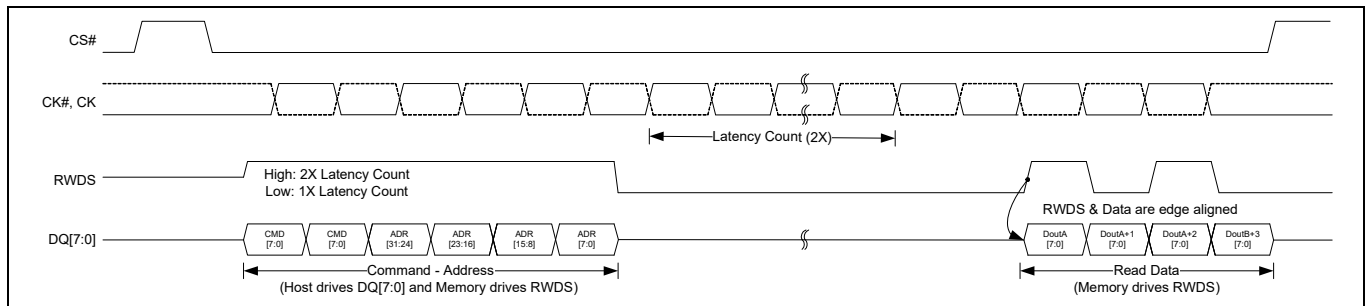 CS#
CK#, CK
Latency Count (2X)
RWDS
High: 2X Latency Count
Low: 1X Latency Count
RWDS & Data are edge aligned
DQ[7:0]
CMD
[7:0]
CMD
[7:0]
ADR
[31:24]
ADR
[23:16]
ADR
[15:8]
ADR
[7:0]
DoutA
[7:0]
DoutA+1
[7:0]
DoutA+2
[7:0]
DoutB+3
[7:0]
Command - Address
(Host drives DQ[7:0] and Memory drives RWDS)
Read Data
(Memory drives RWDS)